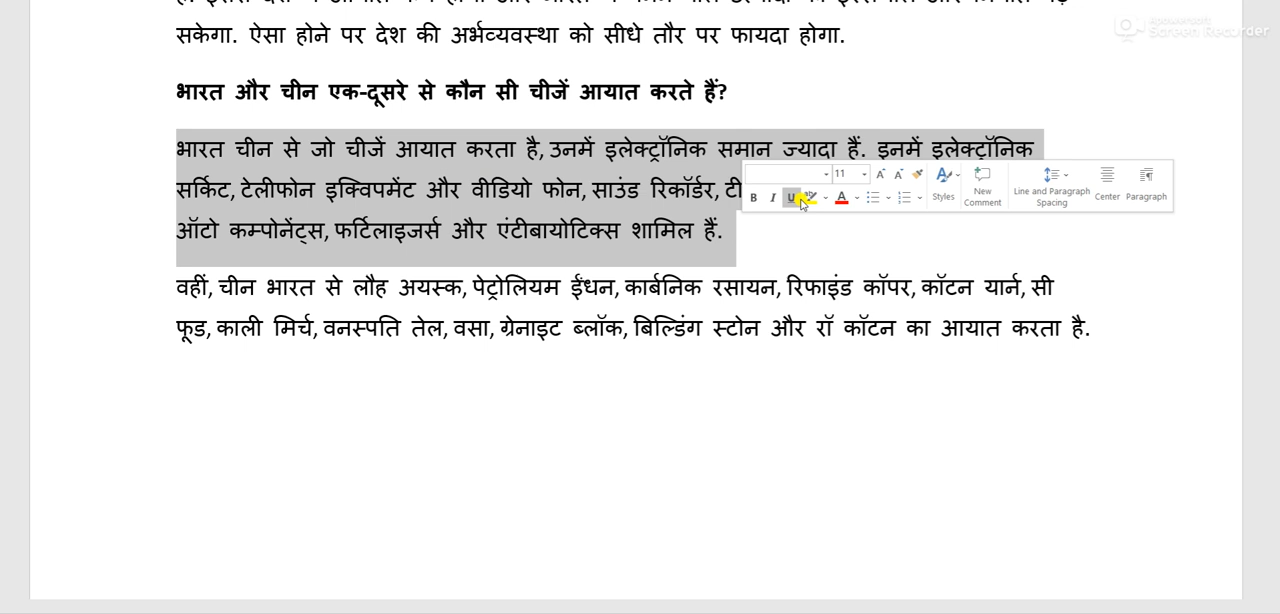 सकेगा. ऐसा होने पर देश की अर्भव्यवस्था को सीधे तौर पर फायदा होगा.
भारत और चीन एक-दूसरे से कौन सी चीजें आयात करते हैं?
भारत चीन से जो चीजें आयात करता है, उनमें इलेक्ट्रॉनिक समान ज्यादा हैं. इनमें इलेक्ट्रॉनिक
सर्किट, टेलीफोन इक्विपमेंट और वीडियो फोन, साउंड रिकॉर्डर,
ऑटो कम्पोनेंट्स, फर्टिलाइजर्स और एंटीबायोटिक्स शामिल हैं.
वहीं, चीन भारत से लौह अयस्क, पेट्रोलियम ईंधन, कार्बनिक रसायन, रिफाइंड कॉपर, कॉटन यार्न, सी
फूड, काली मिर्च, वनस्पति तेल, वसा, ग्रेनाइट ब्लॉक, बिल्डिंग स्टोन और रॉ कॉटन का आयात करता है.
11
B I U A
Styles
New Comment
Line and Paragraph Spacing
Center
Paragraph
Apowersoft
Screen Recorder